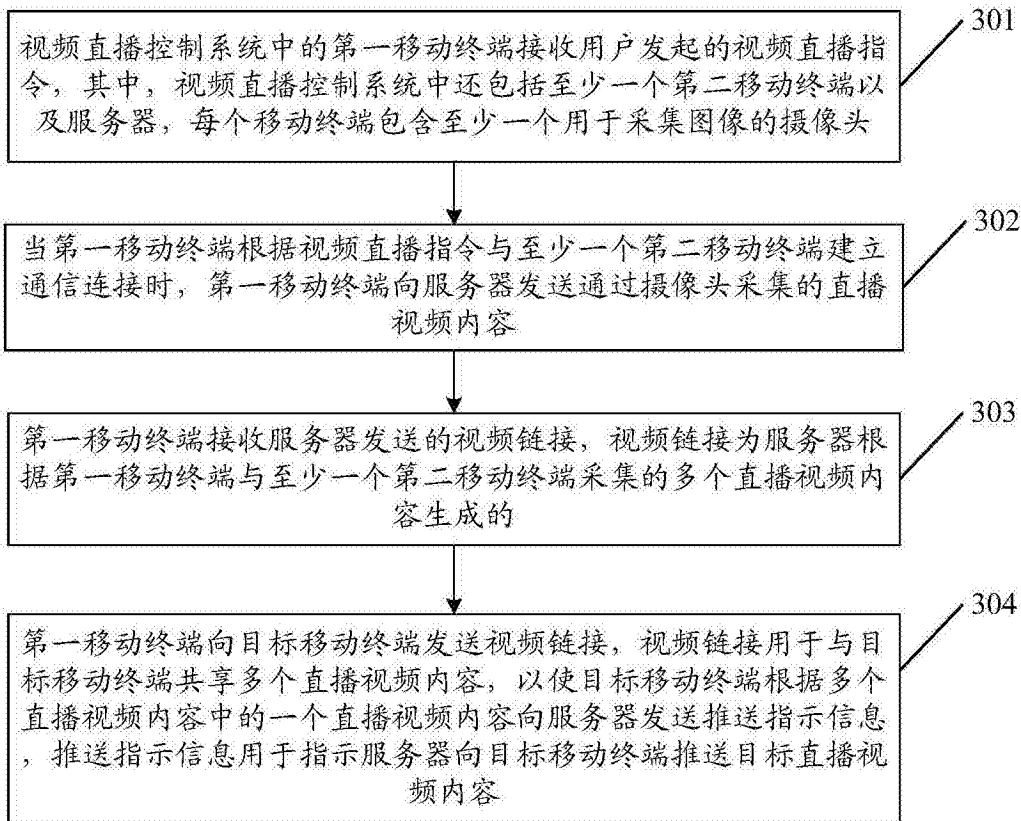 视频直播控制系统中的第一移动终端接收用户发起的视频直播指
令，其中，视频直播控制系统中还包括至少一个第二移动终端以
及服务器，每个移动终端包含至少一个用于采集图像的摄像头
301
当第一移动终端根据视频直播指令与至少一个第二移动终端建立
通信连接时，第一移动终端向服务器发送通过摄像头采集的直播
视频内容
302
第一移动终端接收服务器发送的视频链接，视频链接为服务器根
据第一移动终端与至少一个第二移动终端采集的多个直播视频内
容生成的
303
第一移动终端向目标移动终端发送视频链接，视频链接用于与目
标移动终端共享多个直播视频内容，以使目标移动终端根据多个
直播视频内容中的一个直播视频内容向服务器发送推送指示信息
，推送指示信息用于指示服务器向目标移动终端推送目标直播视
频内容
304